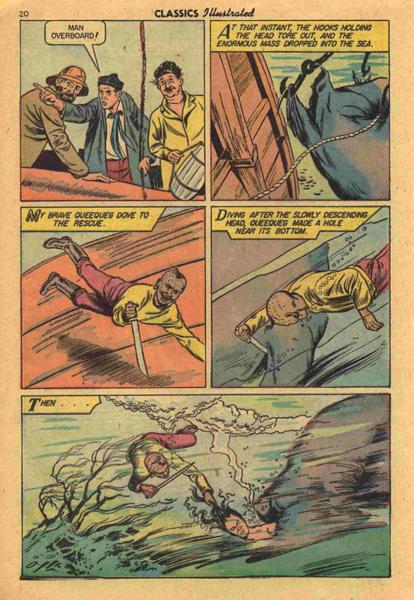 20
CLASSICS Illustrated
MAN
OVERBOARD!
AT THAT INSTANT, THE HOOKS HOLDING
THE HEAD TORE OUT, AND THE
ENORMOUS MASS DROPPED INTO THE SEA.
MY BRAVE QUEEQUEG DOVE TO
THE RESCUE.
DIVING AFTER THE SLOWLY DESCENDING
HEAD, QUEEQUEG MADE A HOLE
NEAR ITS BOTTOM.
THEN . . . .